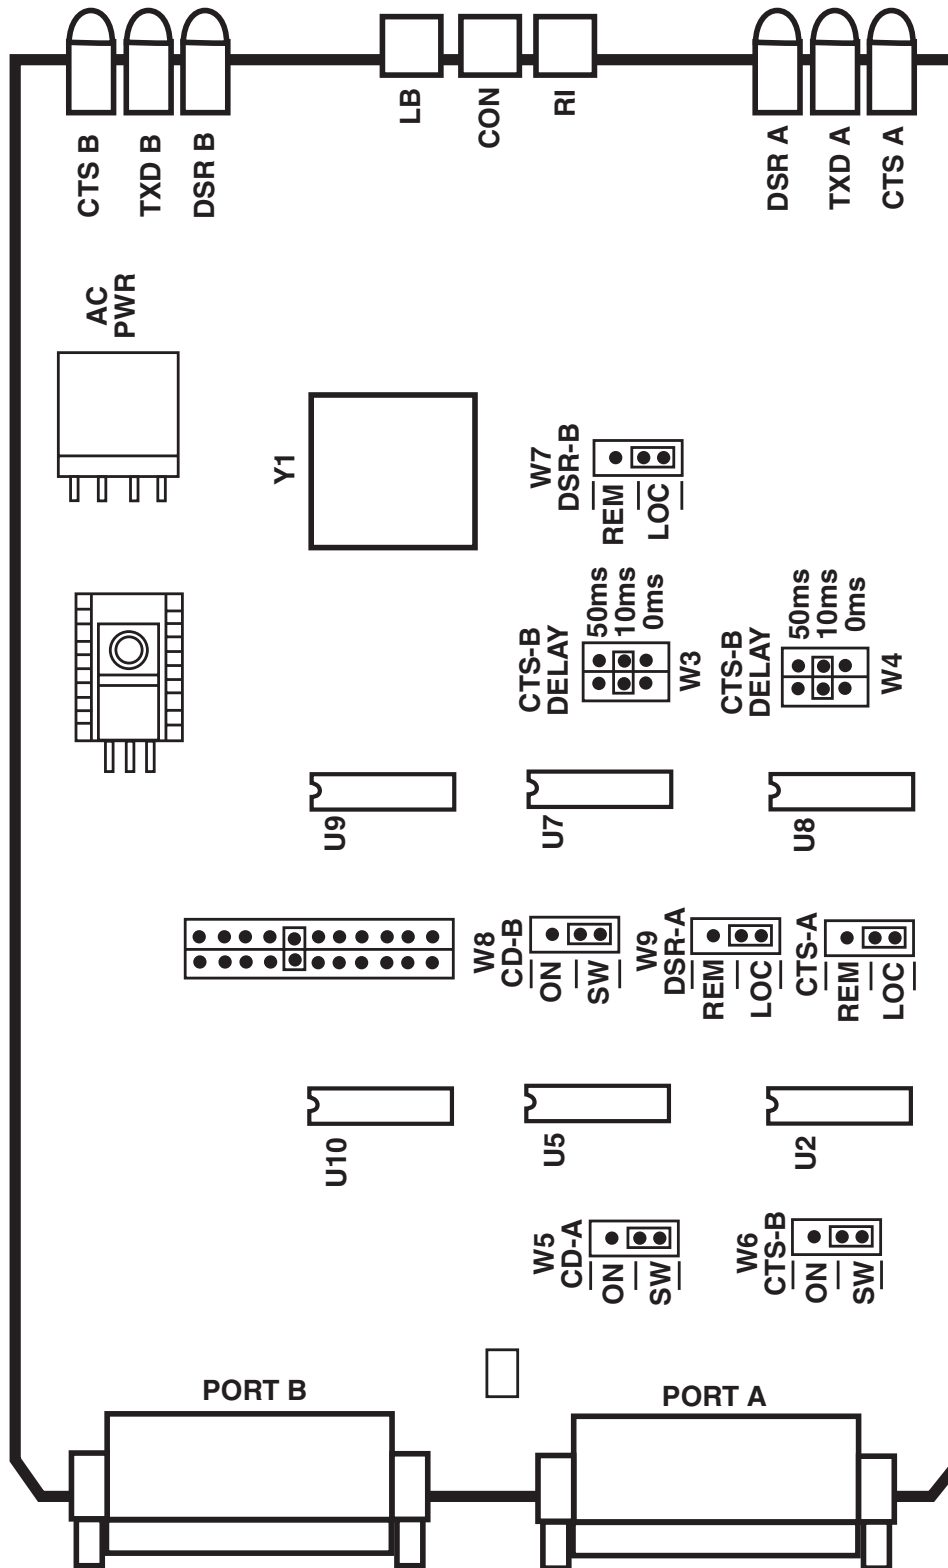 CTS B
TXD B
DSR B
LB
CON
RI
DSR A
TXD A
CTS A
AC
PWR
Y1
W7
DSR-B
REM
LOC
CTS-B
DELAY
50ms
10ms
0ms
W3
CTS-B
DELAY
50ms
10ms
0ms
W4
U9
U7
U8
W8
CD-B
ON
SW
W9
DSR-A
REM
LOC
CTS-A
REM
LOC
U10
U5
U2
W5
CD-A
ON
SW
W6
CTS-B
ON
SW
PORT B
PORT A